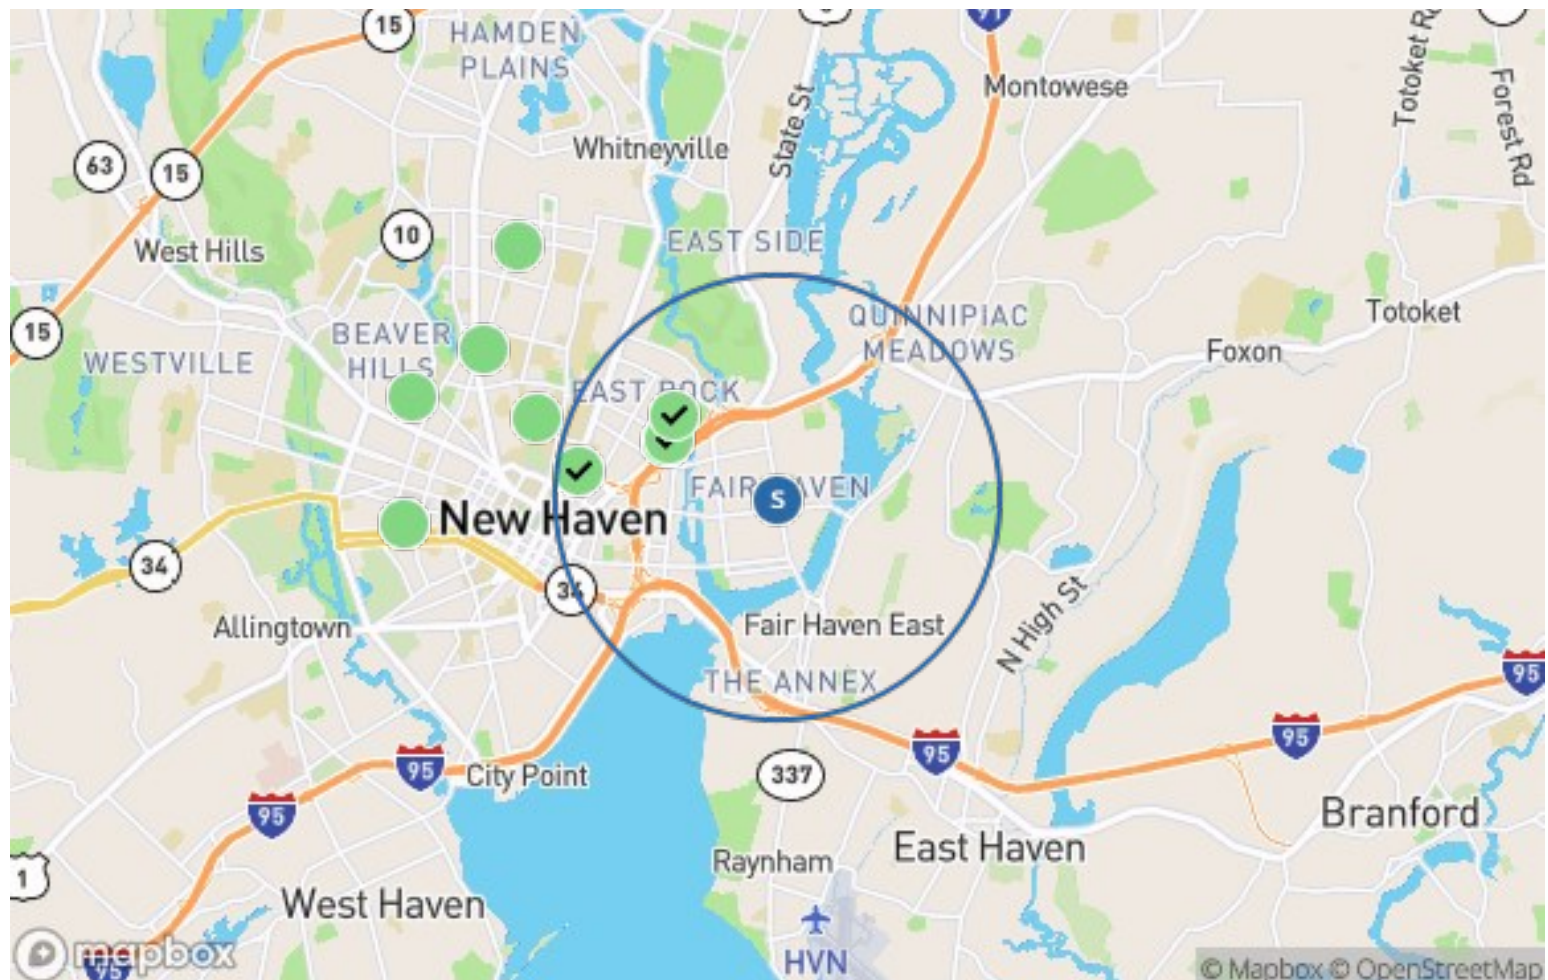 15
HAMDEN
PLAINS
91
Montowese
Totoket Rd
Forest Rd
State St
Whitneyville
63
15
10
West Hills
EAST SIDE
15
BEAVER
HILLS
WESTVILLE
QUINNIPIAC
MEADOWS
Totoket
Foxon
EAST ROCK
FAIR HAVEN
S
New Haven
34
34
Allingtown
Fair Haven East
N High St
THE ANNEX
95
95
95
95
95
City Point
337
Branford
East Haven
Raynham
1
West Haven
HVN
95
mapbox
© Mapbox © OpenStreetMap